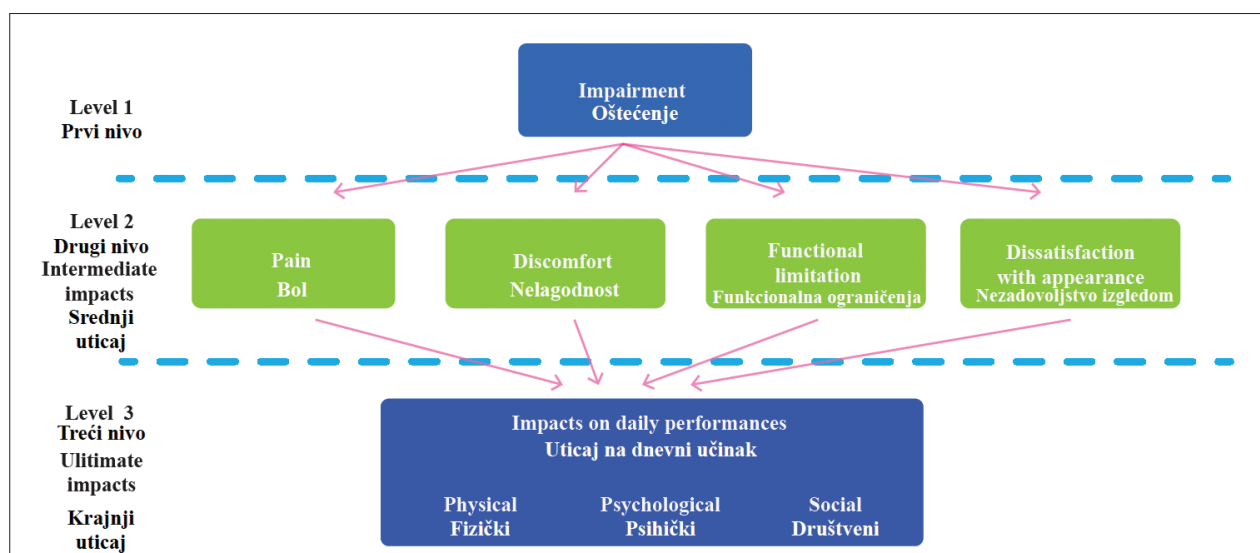 Level 1
Prvi nivo
Impairment
Oštećenje
Level 2
Drugi nivo
Intermediate
impacts
Srednji
uticaj
Pain
Bol
Discomfort
Nelagodnost
Functional
limitation
Funkcionalna ograničenja
Dissatisfaction
with appearance
Nezadovoljstvo izgledom
Level 3
Treći nivo
Ulitimate
impacts
Krajnji
uticaj
Impacts on daily performances
Uticaj na dnevni učinak
Physical
Fizički
Psychological
Psihički
Social
Društveni